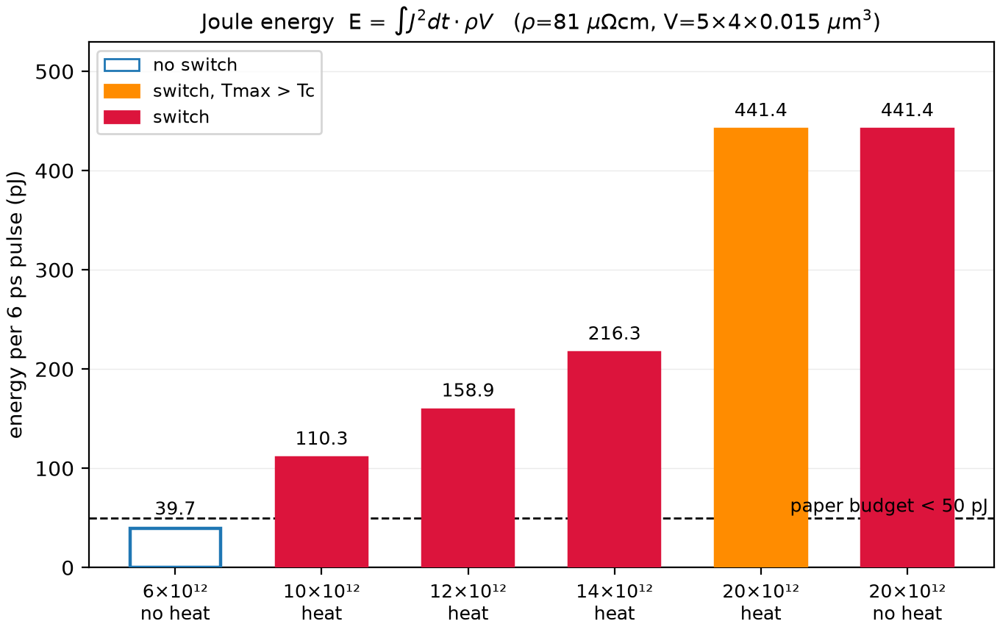 Joule energy E = ∫J²dt · ρV (ρ=81 μΩcm, V=5×4×0.015 μm³)
energy per 6 ps pulse (pJ)
500
400
300
200
100
0
no switch
switch, Tmax > Tc
switch
39.7
110.3
158.9
216.3
441.4
441.4
paper budget < 50 pJ
6×10¹²
no heat
10×10¹²
heat
12×10¹²
heat
14×10¹²
heat
20×10¹²
heat
20×10¹²
no heat